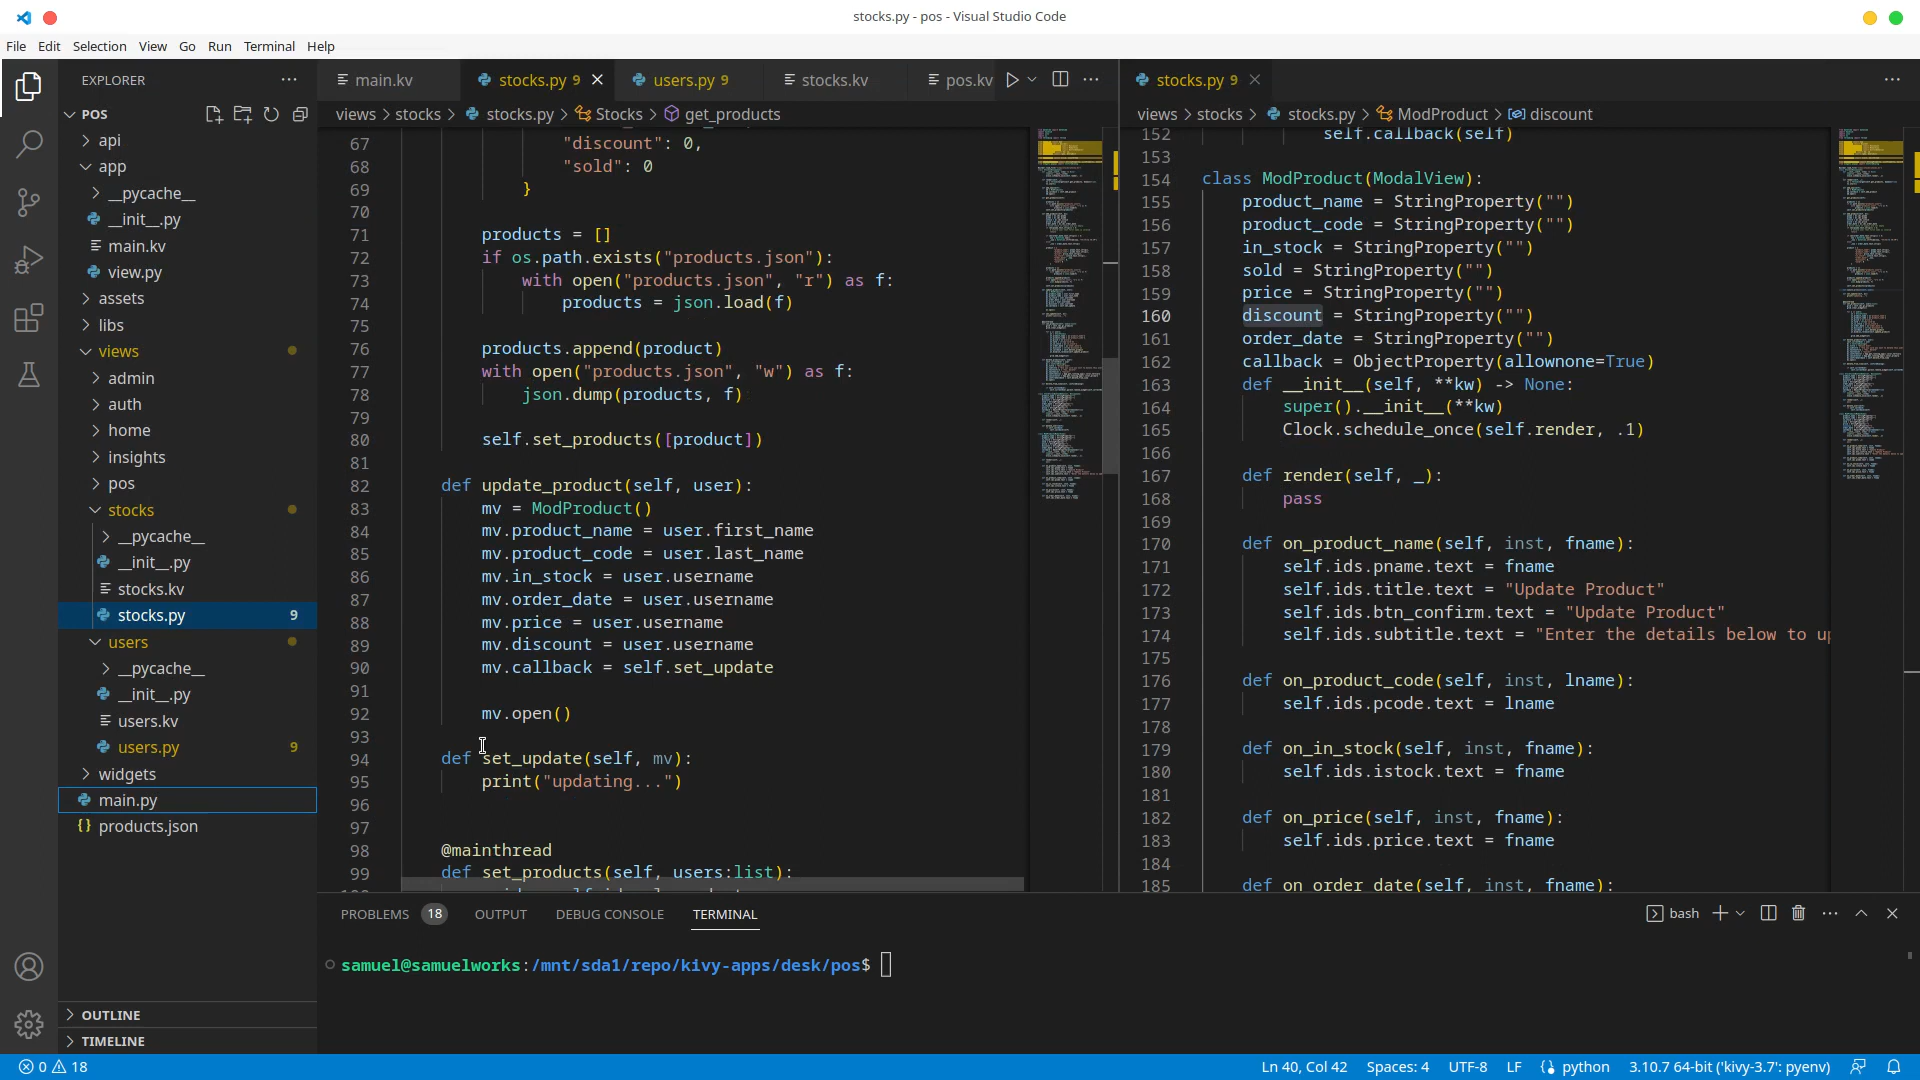 stocks.py - pos - Visual Studio Code
File Edit Selection View Go Run Terminal Help
EXPLORER
POS
api
app
__pycache__
__init__.py
main.kv
view.py
assets
libs
views
admin
auth
home
insights
pos
stocks
__pycache__
__init__.py
stocks.kv
stocks.py 9
users
__pycache__
__init__.py
users.kv
users.py 9
widgets
main.py
products.json
OUTLINE
TIMELINE
main.kv stocks.py 9 users.py 9 stocks.kv pos.kv
views > stocks > stocks.py > Stocks > get_products
67 "discount": 0,
68 "sold": 0
69 }
70
71 products = []
72 if os.path.exists("products.json"):
73 with open("products.json", "r") as f:
74 products = json.load(f)
75
76 products.append(product)
77 with open("products.json", "w") as f:
78 json.dump(products, f)
79
80 self.set_products([product])
81
82 def update_product(self, user):
83 mv = ModProduct()
84 mv.product_name = user.first_name
85 mv.product_code = user.last_name
86 mv.in_stock = user.username
87 mv.order_date = user.username
88 mv.price = user.username
89 mv.discount = user.username
90 mv.callback = self.set_update
91
92 mv.open()
93
94 def set_update(self, mv):
95 print("updating...")
96
97
98 @mainthread
99 def set_products(self, users:list):
stocks.py 9
views > stocks > stocks.py > ModProduct > discount
152 self.callback(self)
153
154 class ModProduct(ModalView):
155 product_name = StringProperty("")
156 product_code = StringProperty("")
157 in_stock = StringProperty("")
158 sold = StringProperty("")
159 price = StringProperty("")
160 discount = StringProperty("")
161 order_date = StringProperty("")
162 callback = ObjectProperty(allownone=True)
163 def __init__(self, **kw) -> None:
164 super().__init__(**kw)
165 Clock.schedule_once(self.render, .1)
166
167 def render(self, _):
168 pass
169
170 def on_product_name(self, inst, fname):
171 self.ids.pname.text = fname
172 self.ids.title.text = "Update Product"
173 self.ids.btn_confirm.text = "Update Product"
174 self.ids.subtitle.text = "Enter the details below to up
175
176 def on_product_code(self, inst, lname):
177 self.ids.pcode.text = lname
178
179 def on_in_stock(self, inst, fname):
180 self.ids.istock.text = fname
181
182 def on_price(self, inst, fname):
183 self.ids.price.text = fname
184
185 def on_order_date(self, inst, fname):
PROBLEMS 18 OUTPUT DEBUG CONSOLE TERMINAL
bash
samuel@samuelworks:/mnt/sda1/repo/kivy-apps/desk/pos$
0 18
Ln 40, Col 42 Spaces: 4 UTF-8 LF python 3.10.7 64-bit ('kivy-3.7': pyenv)